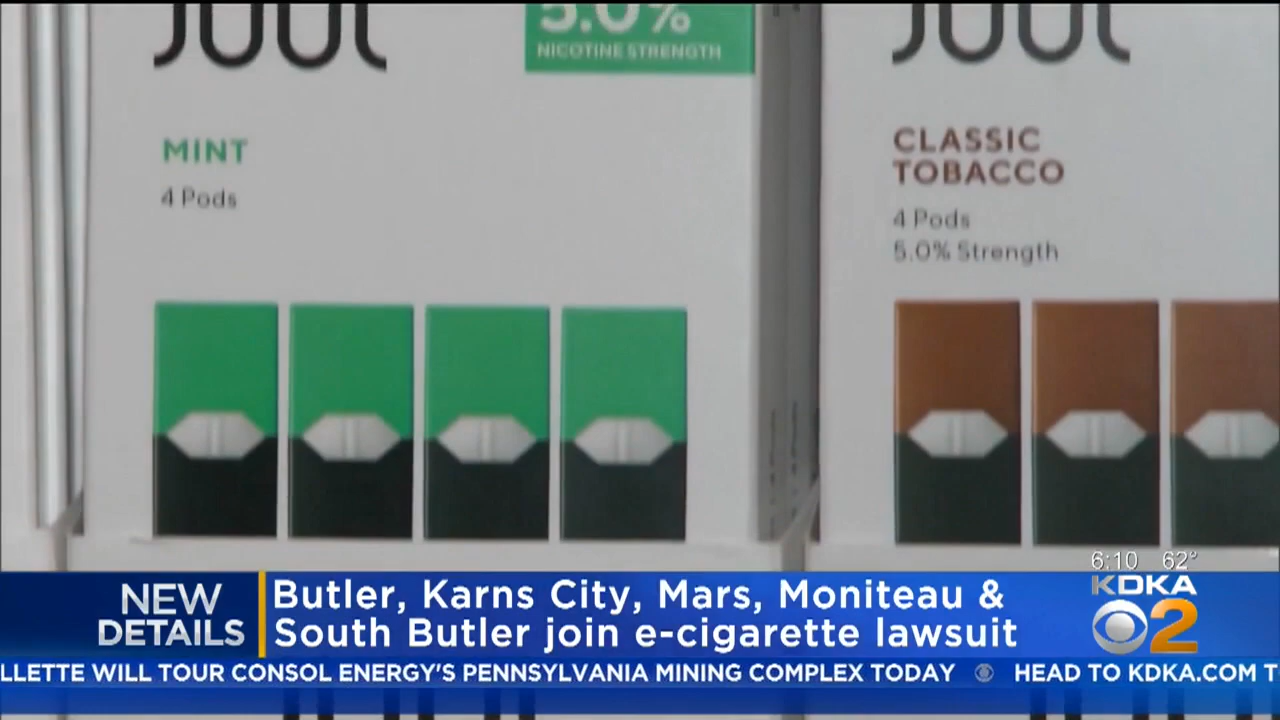 JUUL
5.0%
NICOTINE STRENGTH
MINT
4 Pods
JUUL
CLASSIC
TOBACCO
4 Pods
5.0% Strength
6:10 62°
NEW
DETAILS
Butler, Karns City, Mars, Moniteau &
South Butler join e-cigarette lawsuit
KDKA
2
LLETTE WILL TOUR CONSOL ENERGY'S PENNSYLVANIA MINING COMPLEX TODAY HEAD TO KDKA.COM T